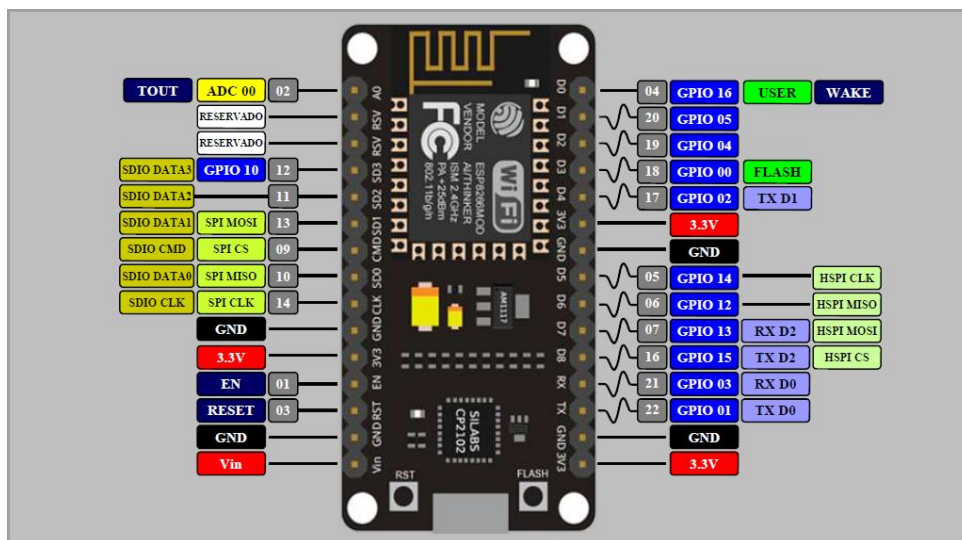 TOUT ADC 00 02 A0 D0 04 GPIO 16 USER WAKE
RESERVADO RSV D1 20 GPIO 05
RESERVADO RSV D2 19 GPIO 04
SDIO DATA3 GPIO 10 12 SD3 D3 18 GPIO 00 FLASH
SDIO DATA2 11 SD2 D4 17 GPIO 02 TX D1
SDIO DATA1 SPI MOSI 13 SD1 3V3 3.3V
SDIO CMD SPI CS 09 CMD GND GND
SDIO DATA0 SPI MISO 10 SD0 D5 05 GPIO 14 HSPI CLK
SDIO CLK SPI CLK 14 CLK D6 06 GPIO 12 HSPI MISO
GND GND D7 07 GPIO 13 RX D2 HSPI MOSI
3.3V 3V3 D8 16 GPIO 15 TX D2 HSPI CS
EN 01 EN RX 21 GPIO 03 RX D0
RESET 03 RST TX 22 GPIO 01 TX D0
GND GND GND GND
Vin Vin 3V3 3.3V
MODEL
VENDOR
ESP8266MOD
AI/THINKER
ISM 2.4GHz
PA +25dBm
802.11b/g/n
FC
Wi Fi
AM1117
SILABS
CP2102
RST
FLASH